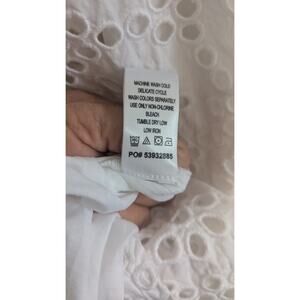 MACHINE WASH COLD
DELICATE CYCLE
WASH COLORS SEPARATELY
USE ONLY NON-CHLORINE
BLEACH
TUMBLE DRY LOW
LOW IRON
PO# 53932885